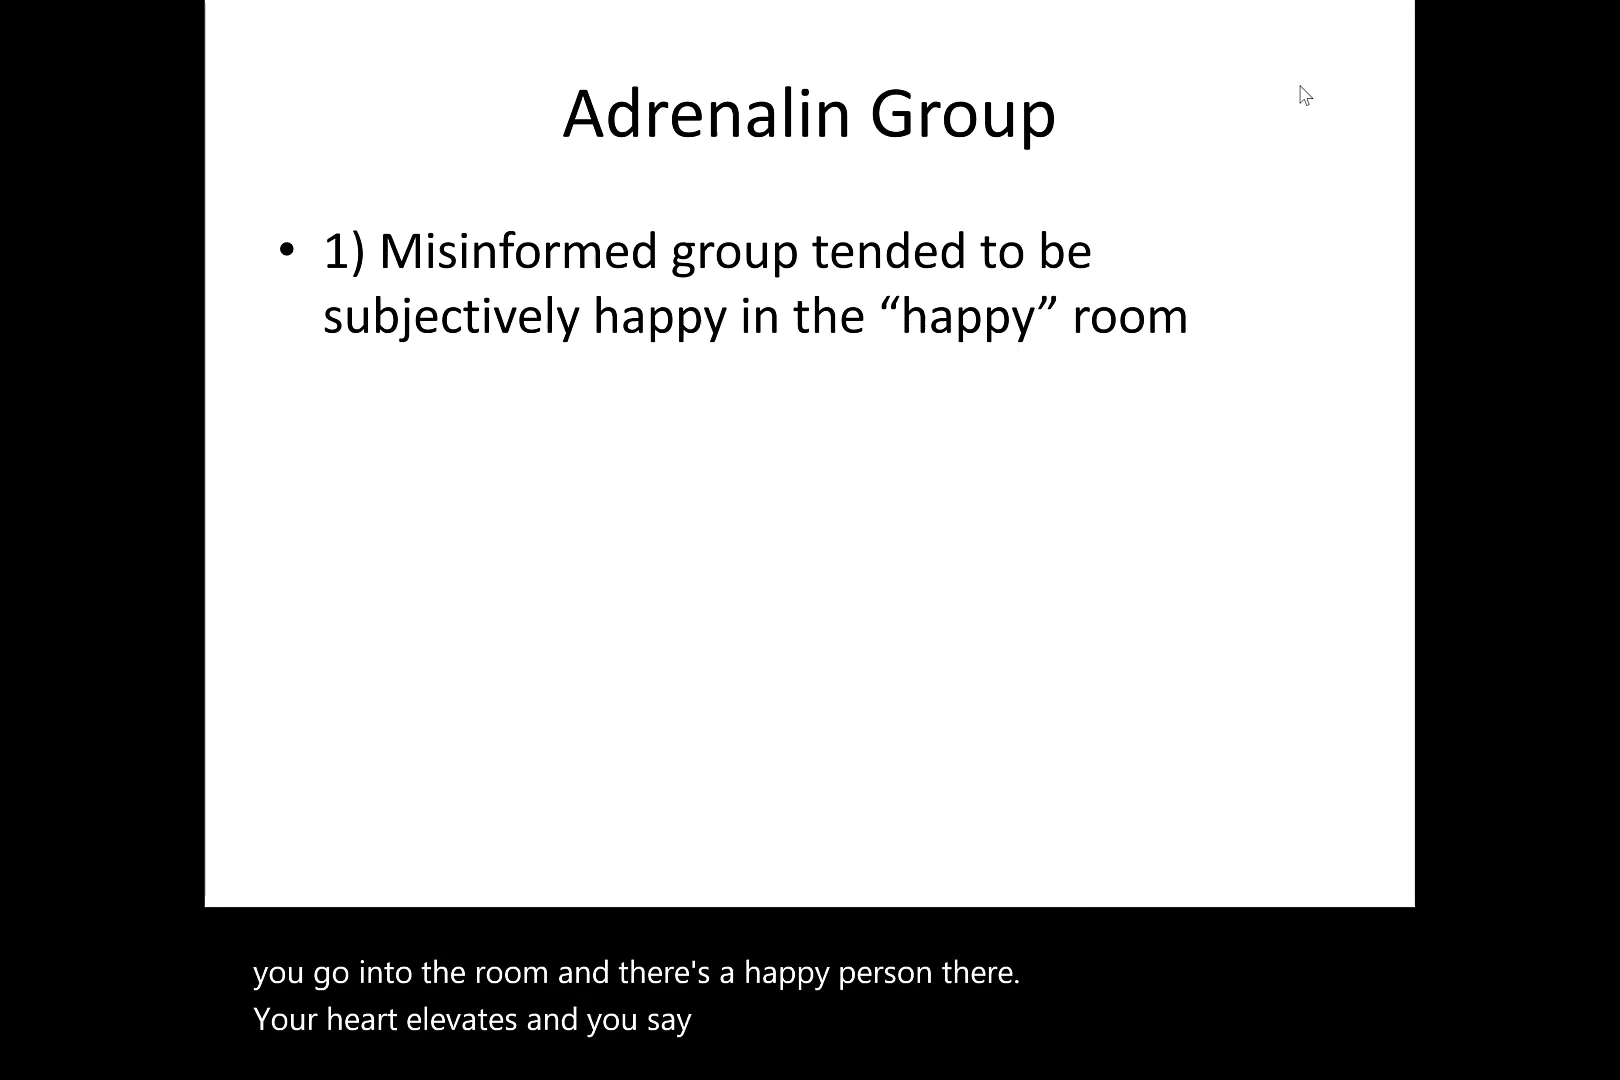 Adrenalin Group
• 1) Misinformed group tended to be
subjectively happy in the “happy” room
you go into the room and there's a happy person there.
Your heart elevates and you say